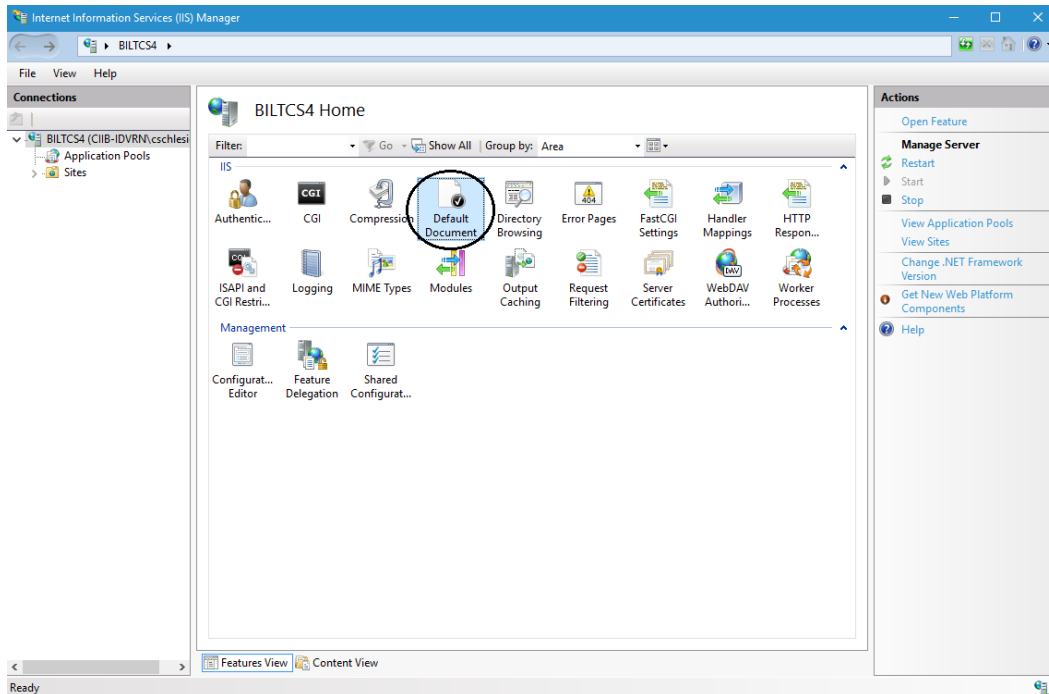 Internet Information Services (IIS) Manager
BILTCS4
File View Help
Connections
BILTCS4 (CIIB-IDVRN\cschlesi
Application Pools
Sites
BILTCS4 Home
Filter: Go Show All Group by: Area
IIS
Authentic...
CGI
CGI
Compression
Default
Document
Directory
Browsing
404
Error Pages
FastCGI
Settings
Handler
Mappings
HTTP
Respon...
ISAPI and
CGI Restri...
Logging
MIME Types
Modules
Output
Caching
Request
Filtering
Server
Certificates
DAV
WebDAV
Authori...
Worker
Processes
Management
Configurat...
Editor
Feature
Delegation
Shared
Configurat...
Features View Content View
Actions
Open Feature
Manage Server
Restart
Start
Stop
View Application Pools
View Sites
Change .NET Framework
Version
Get New Web Platform
Components
Help
Ready